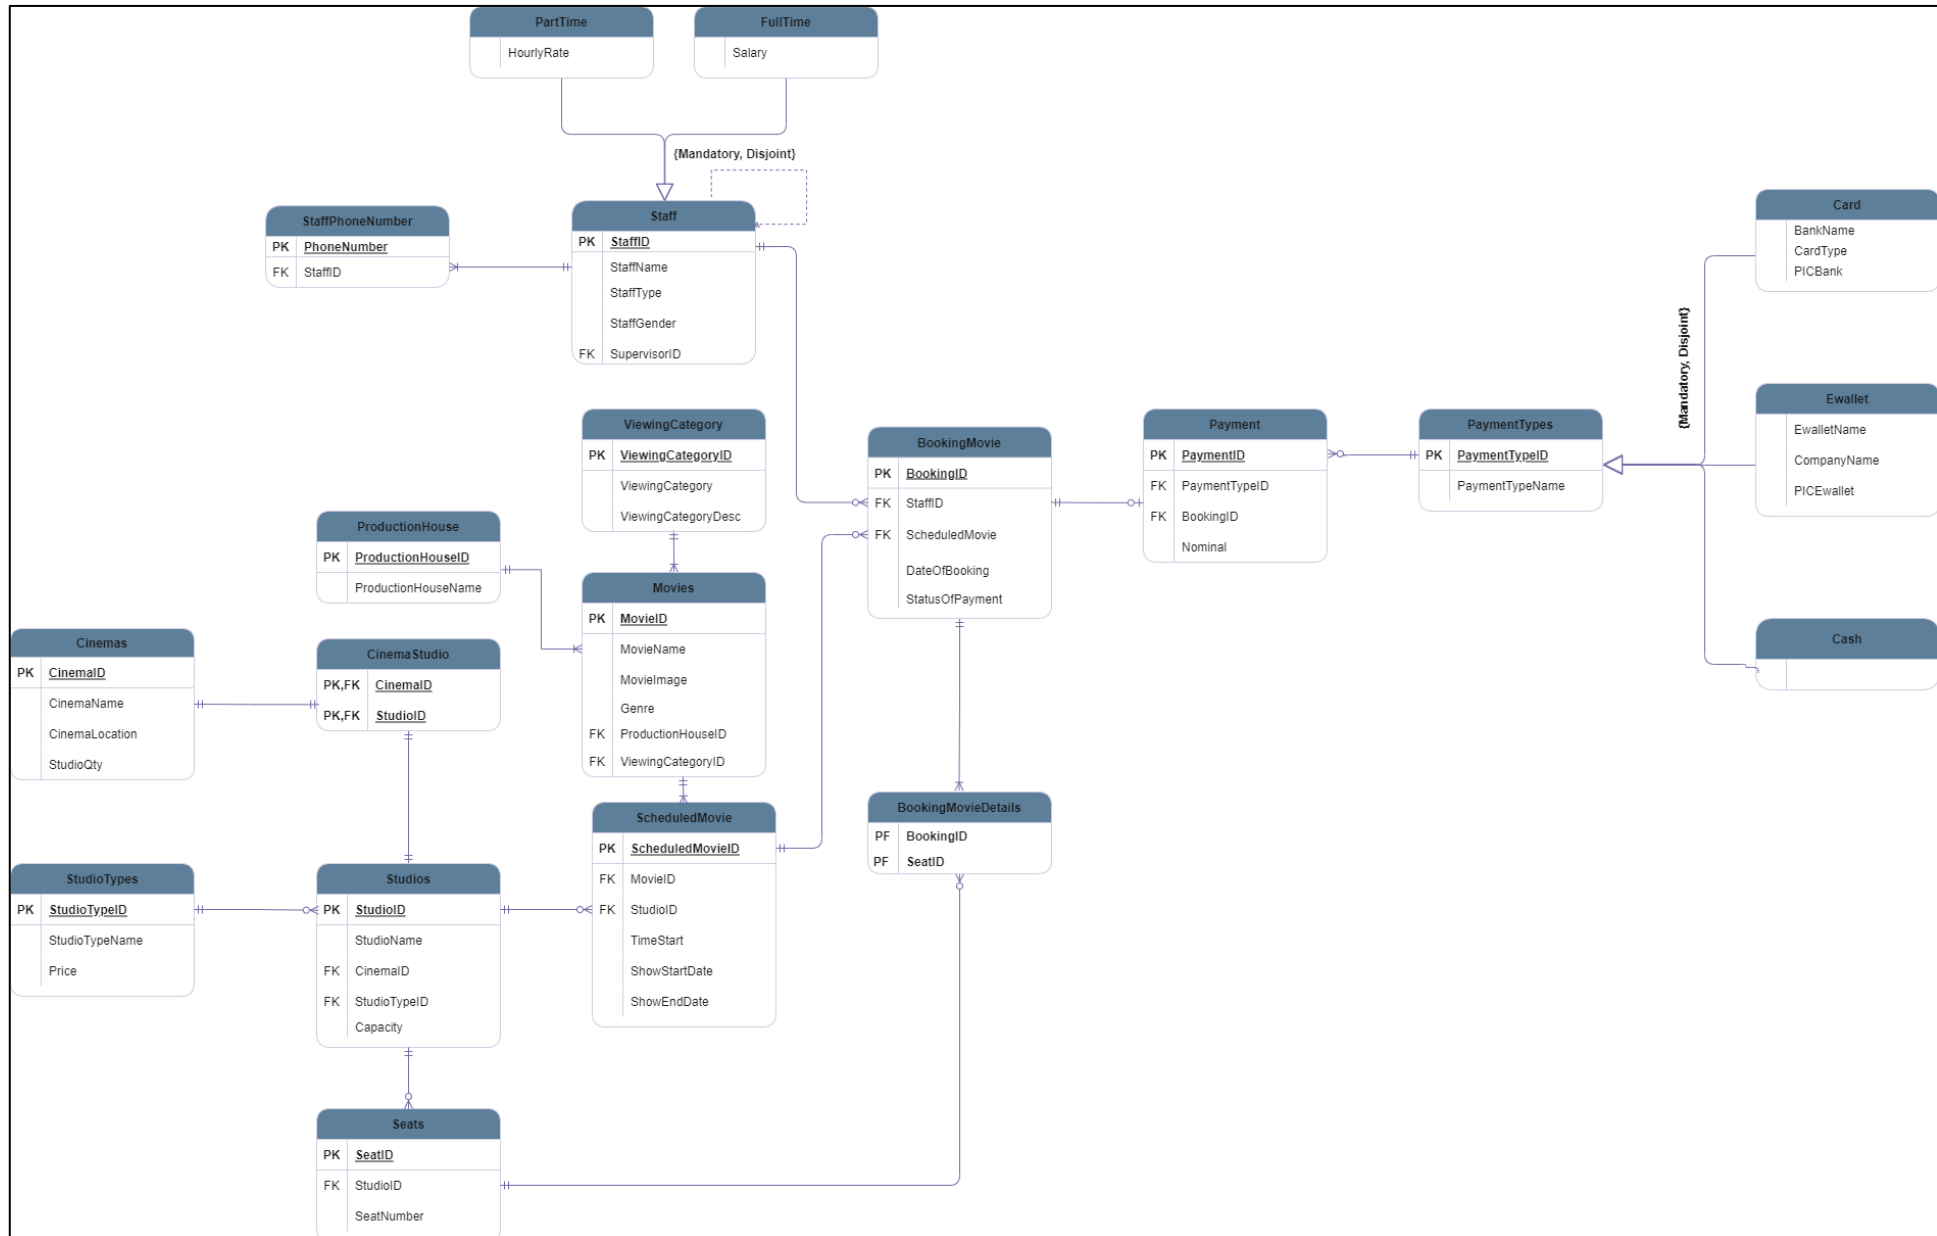 PartTime
HourlyRate
FullTime
Salary
{Mandatory, Disjoint}
StaffPhoneNumber
PK PhoneNumber
FK StaffID
Staff
PK StaffID
StaffName
StaffType
StaffGender
FK SupervisorID
Card
BankName
CardType
PICBank
{Mandatory, Disjoint}
Ewallet
EwalletName
CompanyName
PICEwallet
Cash
ViewingCategory
PK ViewingCategoryID
ViewingCategory
ViewingCategoryDesc
BookingMovie
PK BookingID
FK StaffID
FK ScheduledMovie
DateOfBooking
StatusOfPayment
Payment
PK PaymentID
FK PaymentTypeID
FK BookingID
Nominal
PaymentTypes
PK PaymentTypeID
PaymentTypeName
ProductionHouse
PK ProductionHouseID
ProductionHouseName
Movies
PK MovieID
MovieName
MovieImage
Genre
FK ProductionHouseID
FK ViewingCategoryID
Cinemas
PK CinemaID
CinemaName
CinemaLocation
StudioQty
CinemaStudio
PK,FK CinemaID
PK,FK StudioID
ScheduledMovie
PK ScheduledMovieID
FK MovieID
FK StudioID
TimeStart
ShowStartDate
ShowEndDate
BookingMovieDetails
PF BookingID
PF SeatID
StudioTypes
PK StudioTypeID
StudioTypeName
Price
Studios
PK StudioID
StudioName
FK CinemaID
FK StudioTypeID
Capacity
Seats
PK SeatID
FK StudioID
SeatNumber